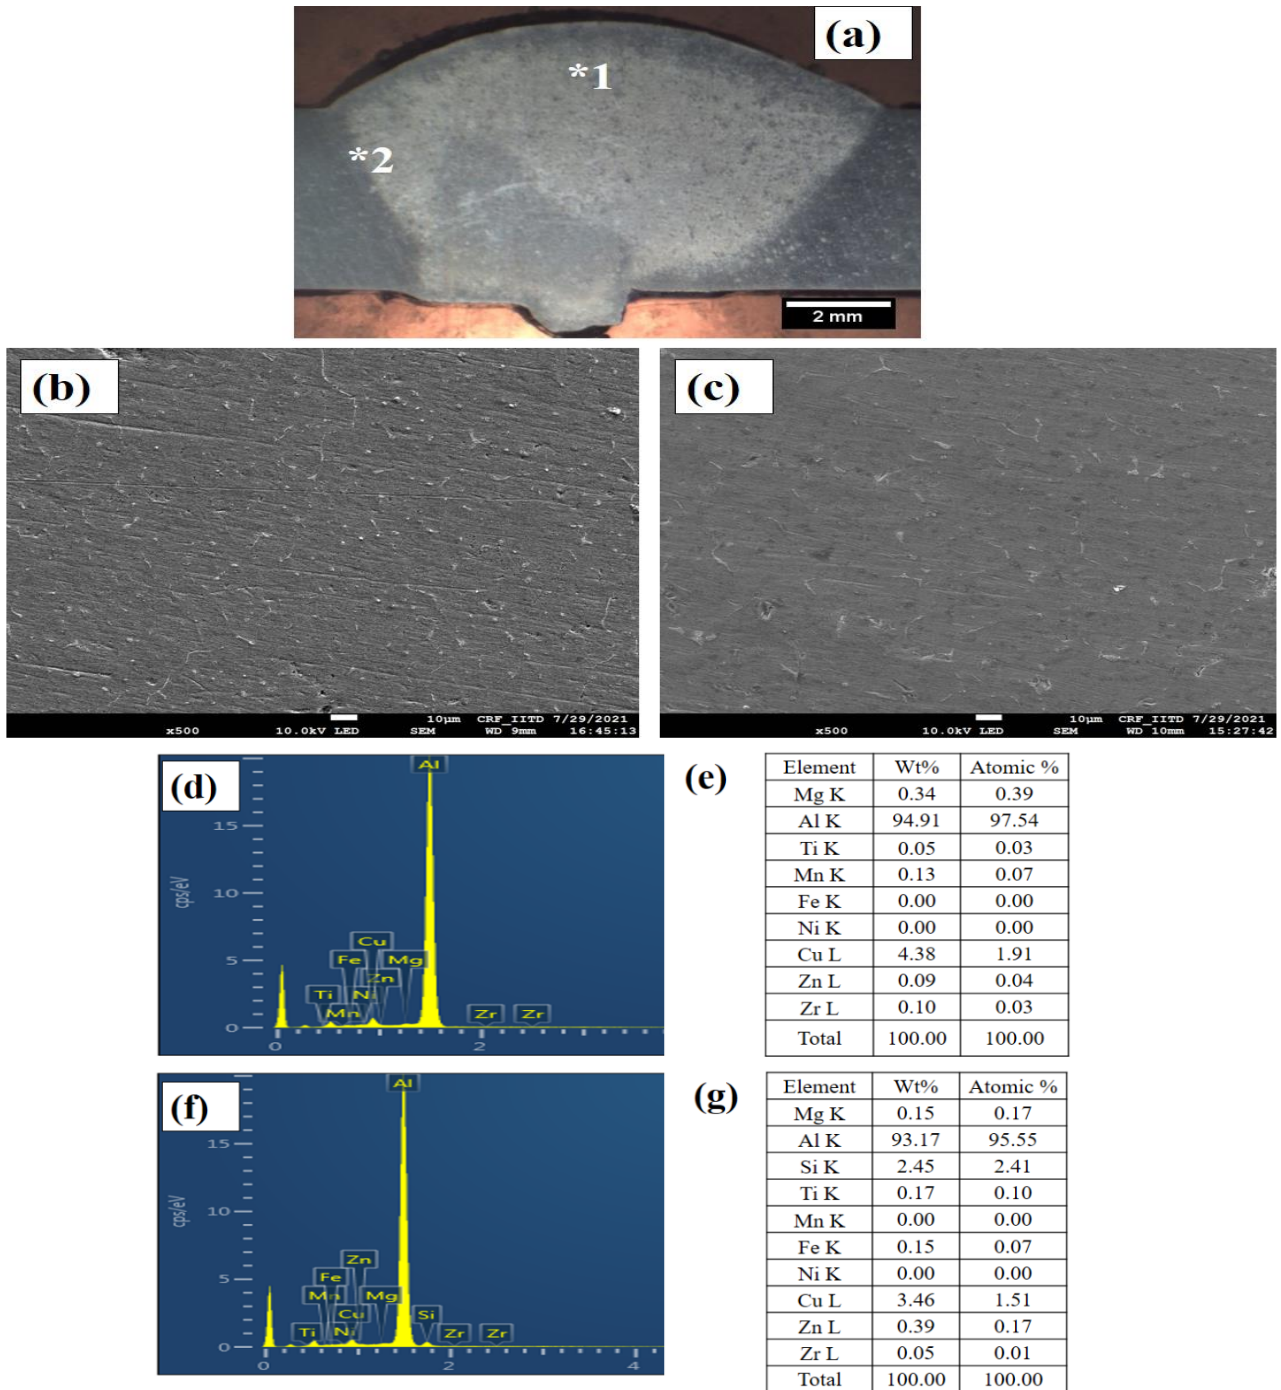 (a)
*1
*2
2 mm
(b)
10µm CRF_IITD 7/29/2021
x500 10.0kV LED SEM WD 9mm 16:45:13
(c)
10µm CRF_IITD 7/29/2021
x500 10.0kV LED SEM WD 10mm 15:27:42
(d)
Al
15
cps/eV
10
Cu
Fe Mg
5
Zn
Ti Ni
Mn Zr Zr
0
0 2
(e)
Element Wt% Atomic %
Mg K 0.34 0.39
Al K 94.91 97.54
Ti K 0.05 0.03
Mn K 0.13 0.07
Fe K 0.00 0.00
Ni K 0.00 0.00
Cu L 4.38 1.91
Zn L 0.09 0.04
Zr L 0.10 0.03
Total 100.00 100.00
(f)
Al
15
cps/eV
10
Zn
Fe
5
Mn Mg
Cu Si
Ti Ni Zr Zr
0
0 2 4
(g)
Element Wt% Atomic %
Mg K 0.15 0.17
Al K 93.17 95.55
Si K 2.45 2.41
Ti K 0.17 0.10
Mn K 0.00 0.00
Fe K 0.15 0.07
Ni K 0.00 0.00
Cu L 3.46 1.51
Zn L 0.39 0.17
Zr L 0.05 0.01
Total 100.00 100.00